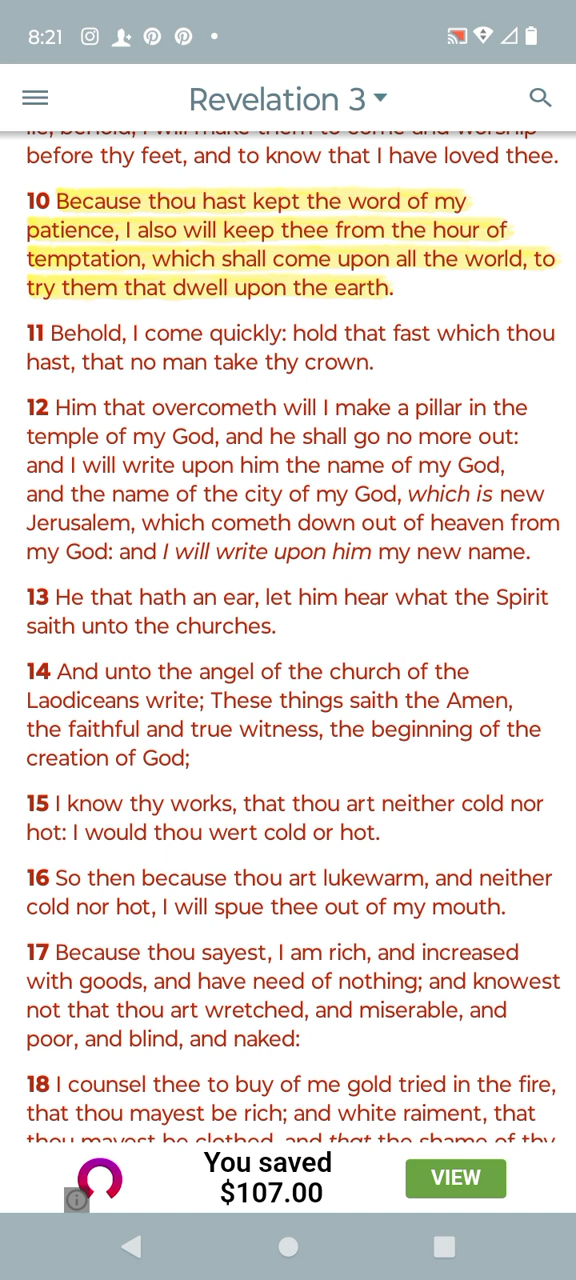 8:21
Revelation 3
before thy feet, and to know that I have loved thee.
10 Because thou hast kept the word of my
patience, I also will keep thee from the hour of
temptation, which shall come upon all the world, to
try them that dwell upon the earth.
11 Behold, I come quickly: hold that fast which thou
hast, that no man take thy crown.
12 Him that overcometh will I make a pillar in the
temple of my God, and he shall go no more out:
and I will write upon him the name of my God,
and the name of the city of my God, which is new
Jerusalem, which cometh down out of heaven from
my God: and I will write upon him my new name.
13 He that hath an ear, let him hear what the Spirit
saith unto the churches.
14 And unto the angel of the church of the
Laodiceans write; These things saith the Amen,
the faithful and true witness, the beginning of the
creation of God;
15 I know thy works, that thou art neither cold nor
hot: I would thou wert cold or hot.
16 So then because thou art lukewarm, and neither
cold nor hot, I will spue thee out of my mouth.
17 Because thou sayest, I am rich, and increased
with goods, and have need of nothing; and knowest
not that thou art wretched, and miserable, and
poor, and blind, and naked:
18 I counsel thee to buy of me gold tried in the fire,
that thou mayest be rich; and white raiment, that
thou mayest be clothed, and that the shame of thy
You saved
$107.00
VIEW